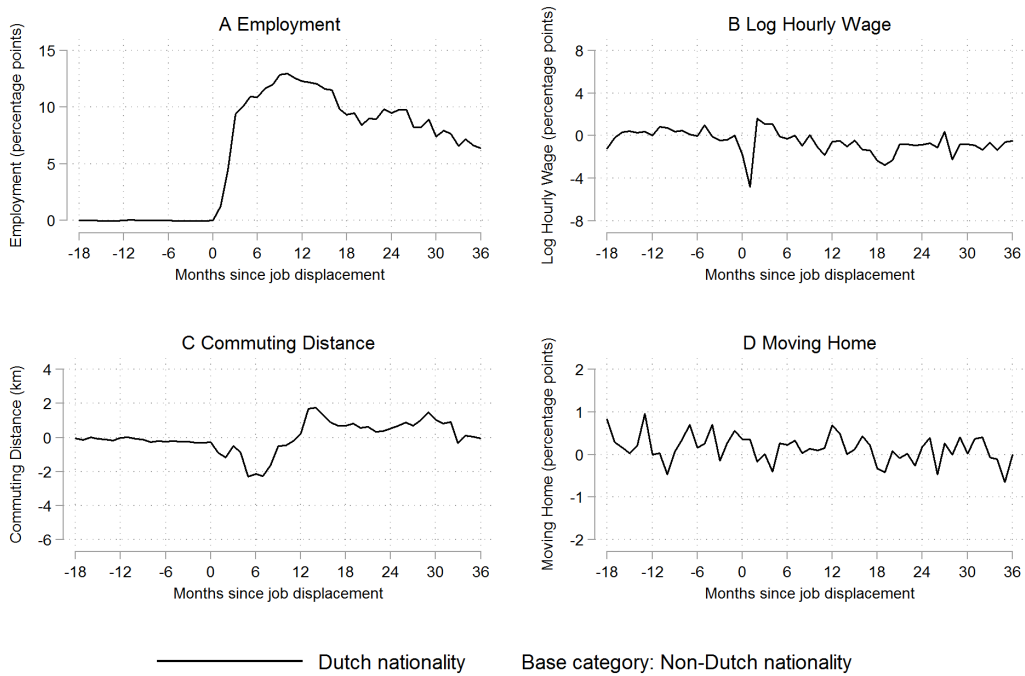 A Employment
Employment (percentage points)
15
10
5
0
-18 -12 -6 0 6 12 18 24 30 36
Months since job displacement
B Log Hourly Wage
Log Hourly Wage (percentage points)
8
4
0
-4
-8
-18 -12 -6 0 6 12 18 24 30 36
Months since job displacement
C Commuting Distance
Commuting Distance (km)
4
2
0
-2
-4
-6
-18 -12 -6 0 6 12 18 24 30 36
Months since job displacement
D Moving Home
Moving Home (percentage points)
2
1
0
-1
-2
-18 -12 -6 0 6 12 18 24 30 36
Months since job displacement
Dutch nationality Base category: Non-Dutch nationality